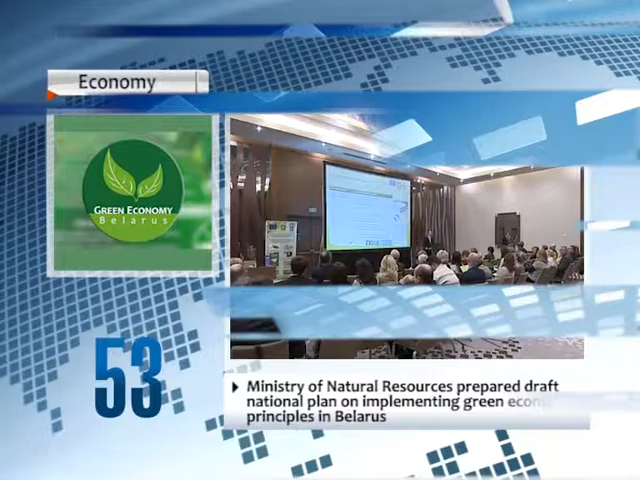 Economy
GREEN ECONOMY
Belarus
53
Ministry of Natural Resources prepared draft
national plan on implementing green econ
principles in Belarus